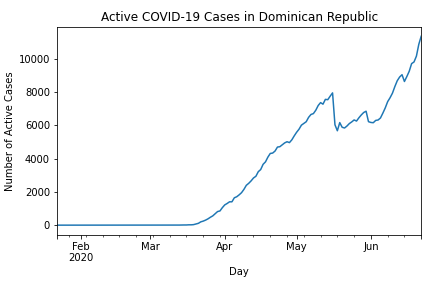 Active COVID-19 Cases in Dominican Republic
Number of Active Cases
10000
8000
6000
4000
2000
0
Feb
2020
Mar
Apr
May
Jun
Day